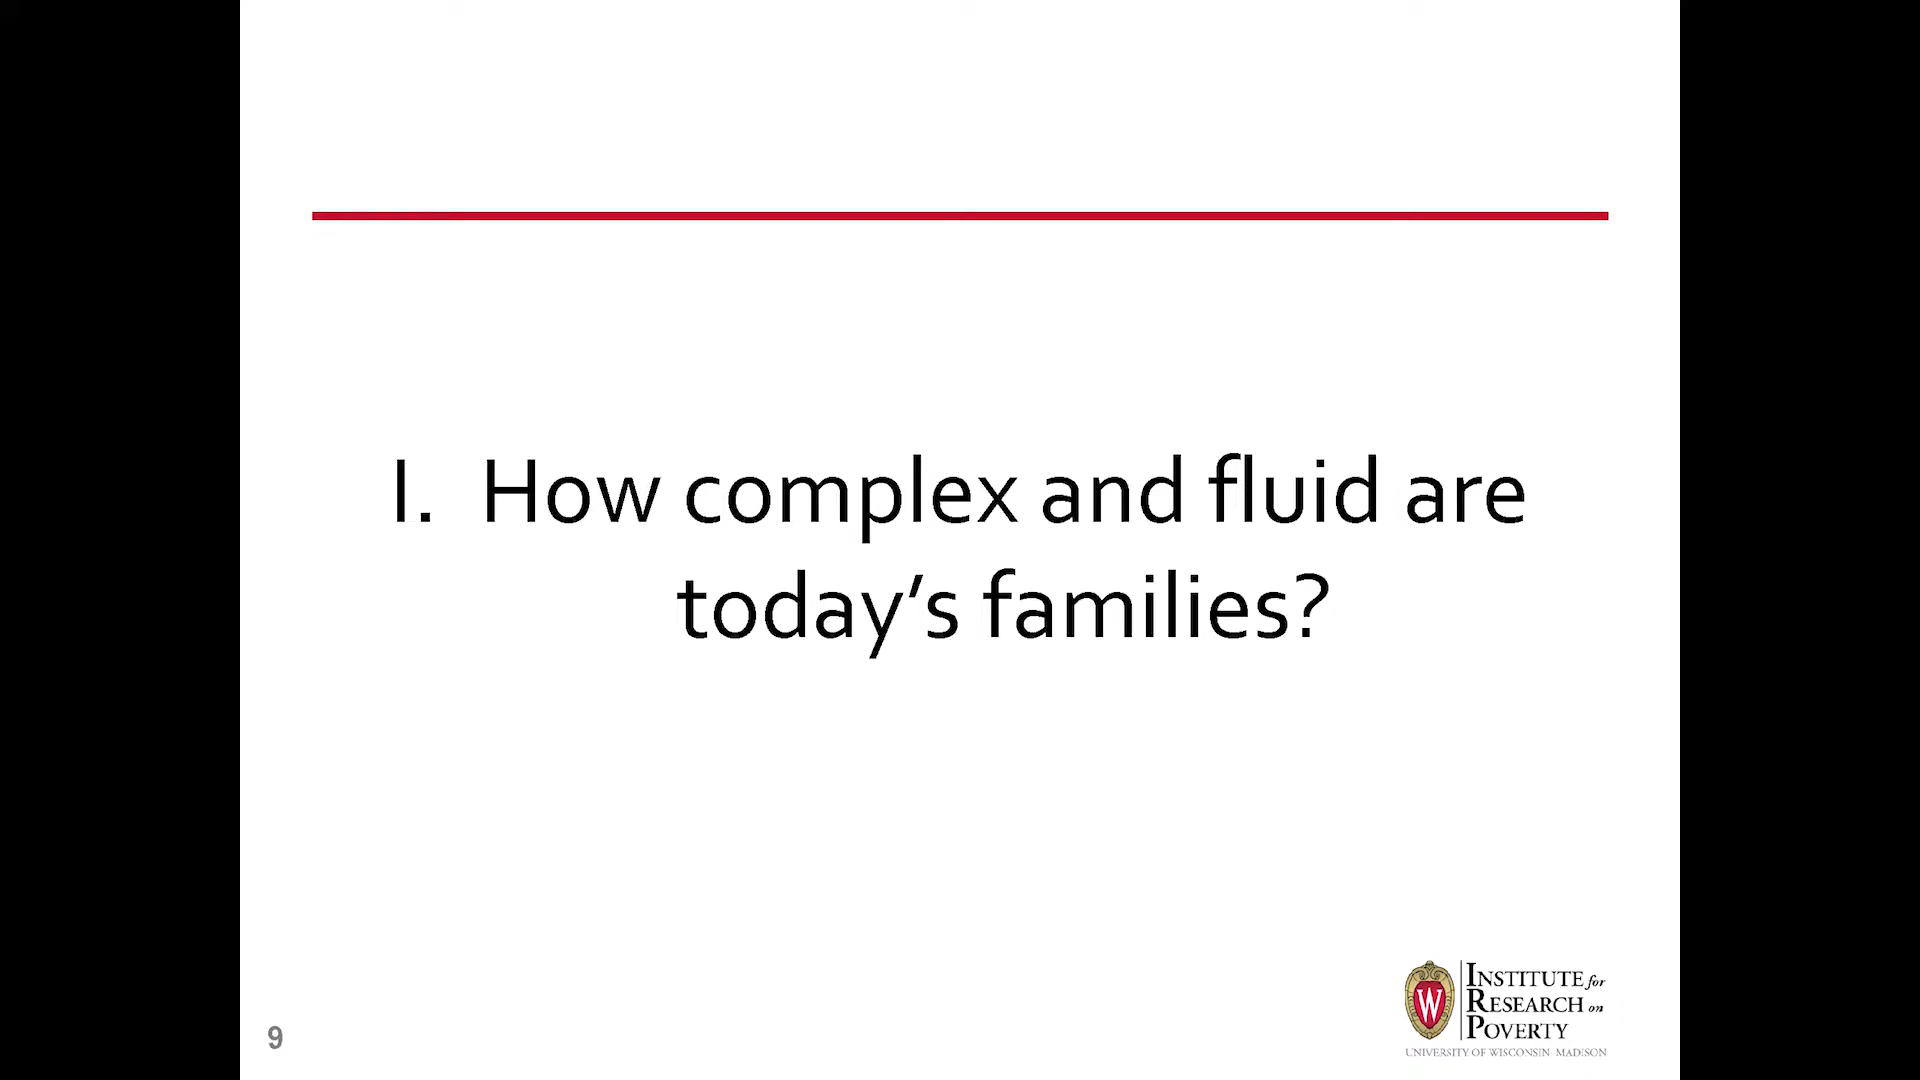 I. How complex and fluid are
today’s families?
W
INSTITUTE for
RESEARCH on
POVERTY
UNIVERSITY OF WISCONSIN-MADISON
9